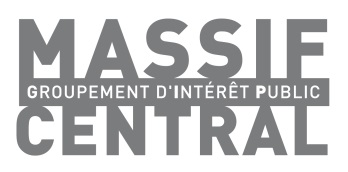 MASSIF
GROUPEMENT D'INTÉRÊT PUBLIC
CENTRAL